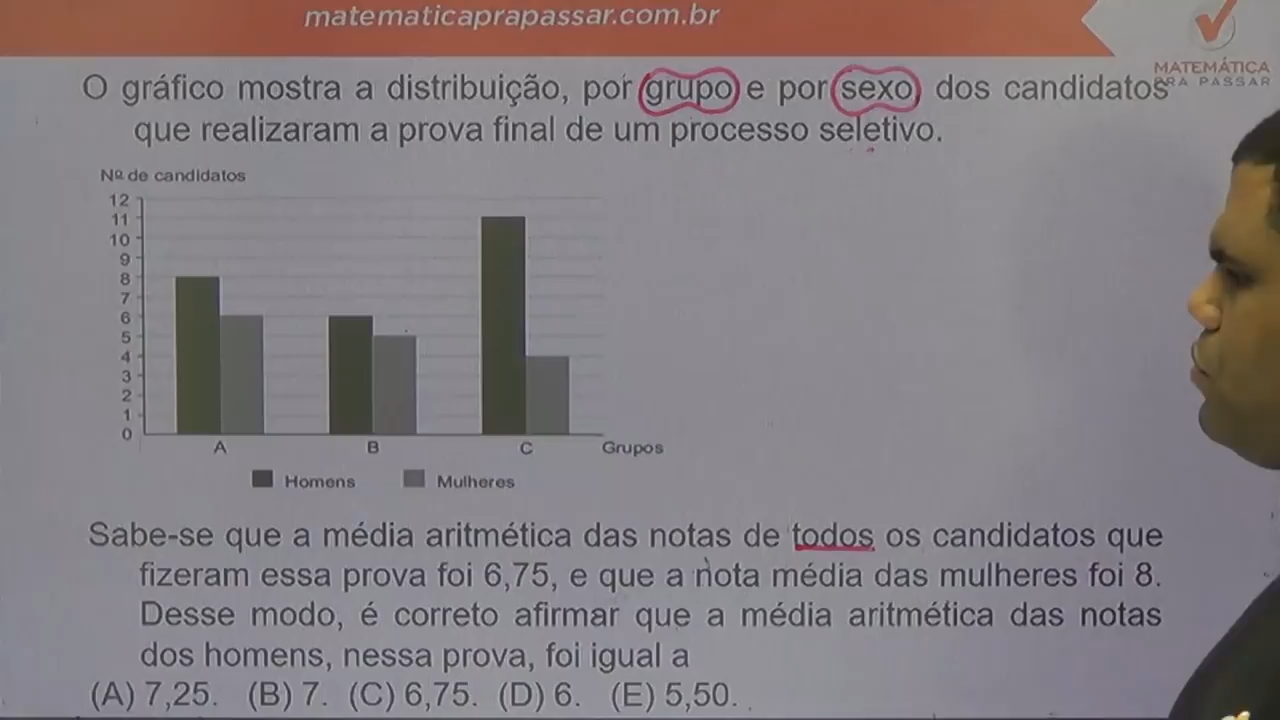 matematicaprapassar.com.br
MATEMÁTICA
PRA PASSAR
O gráfico mostra a distribuição, por grupo e por sexo, dos candidatos
que realizaram a prova final de um processo seletivo.
Nº de candidatos
12
11
10
9
8
7
6
5
4
3
2
1
0
A B C Grupos
Homens Mulheres
Sabe-se que a média aritmética das notas de todos os candidatos que
fizeram essa prova foi 6,75, e que a nota média das mulheres foi 8.
Desse modo, é correto afirmar que a média aritmética das notas
dos homens, nessa prova, foi igual a
(A) 7,25. (B) 7. (C) 6,75. (D) 6. (E) 5,50.